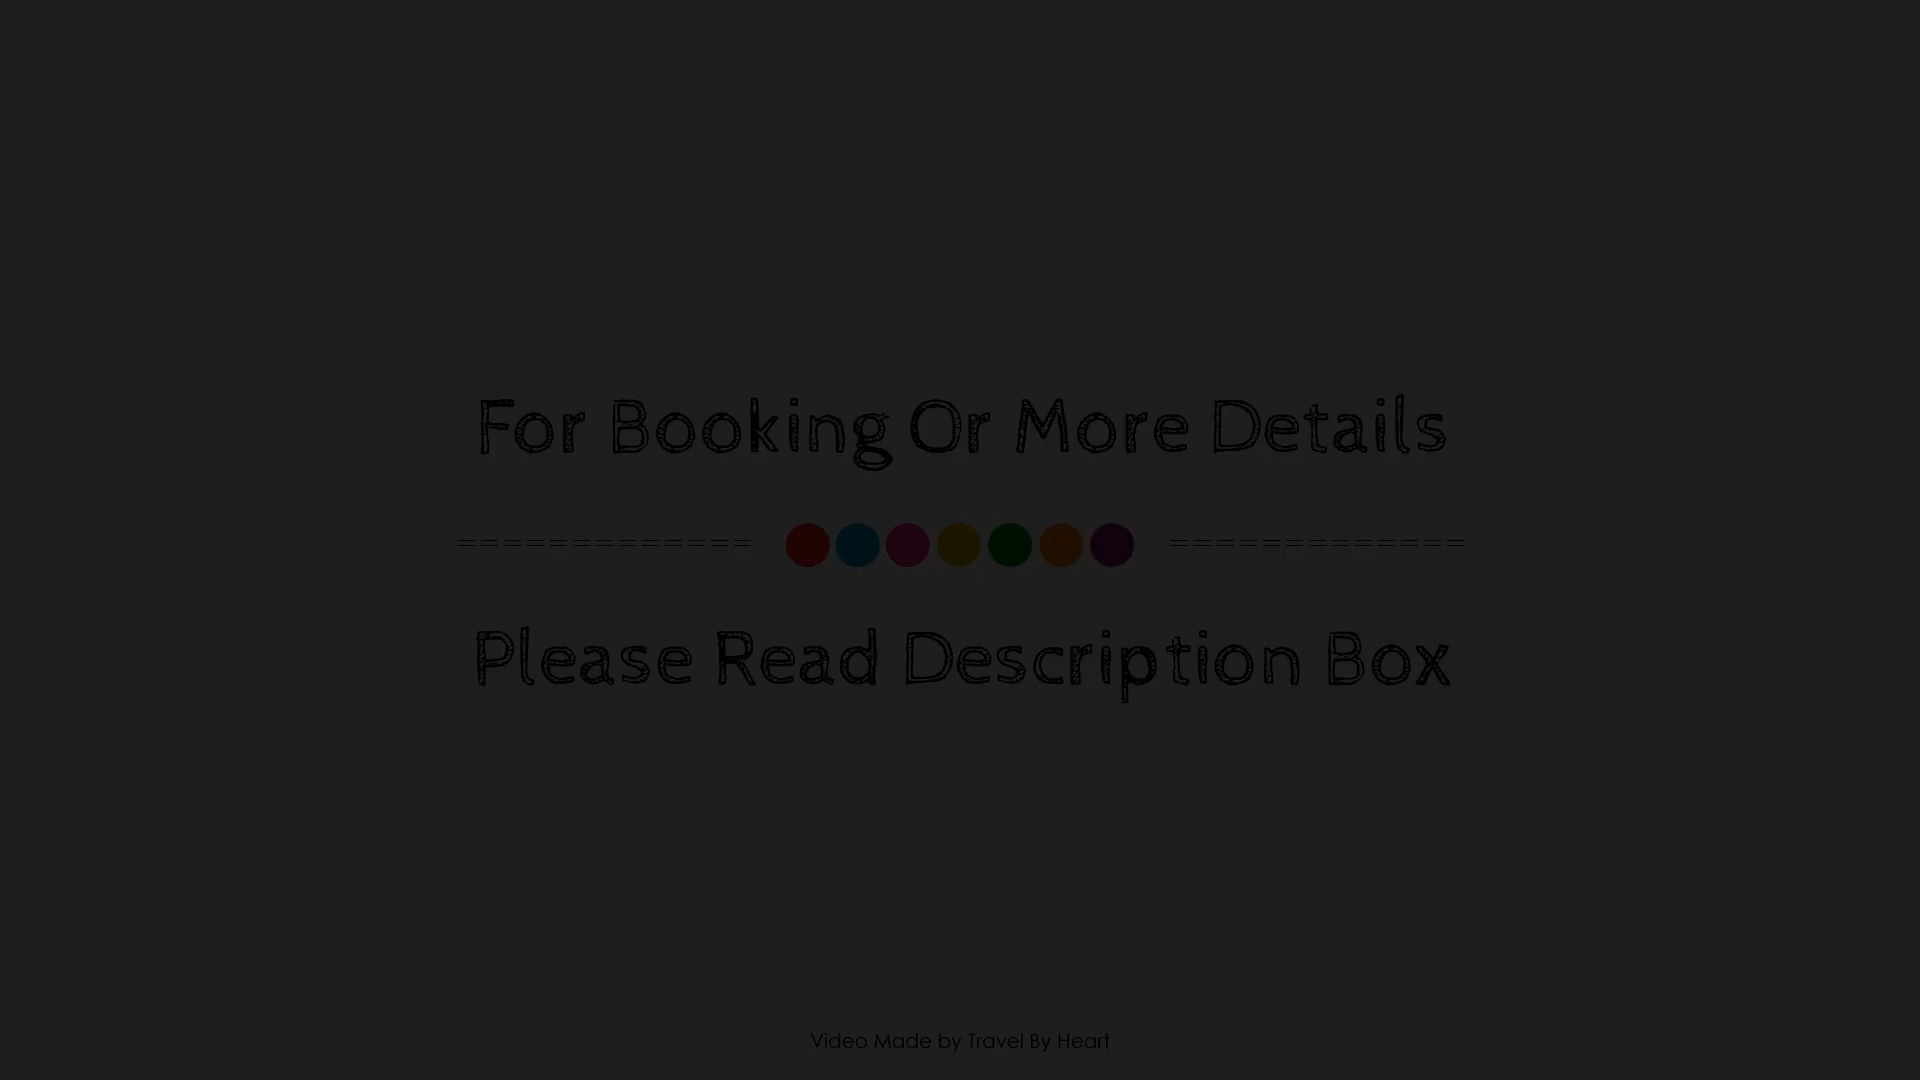 For Booking Or More Details
============= =============
Please Read Description Box
Video Made by Travel By Heart